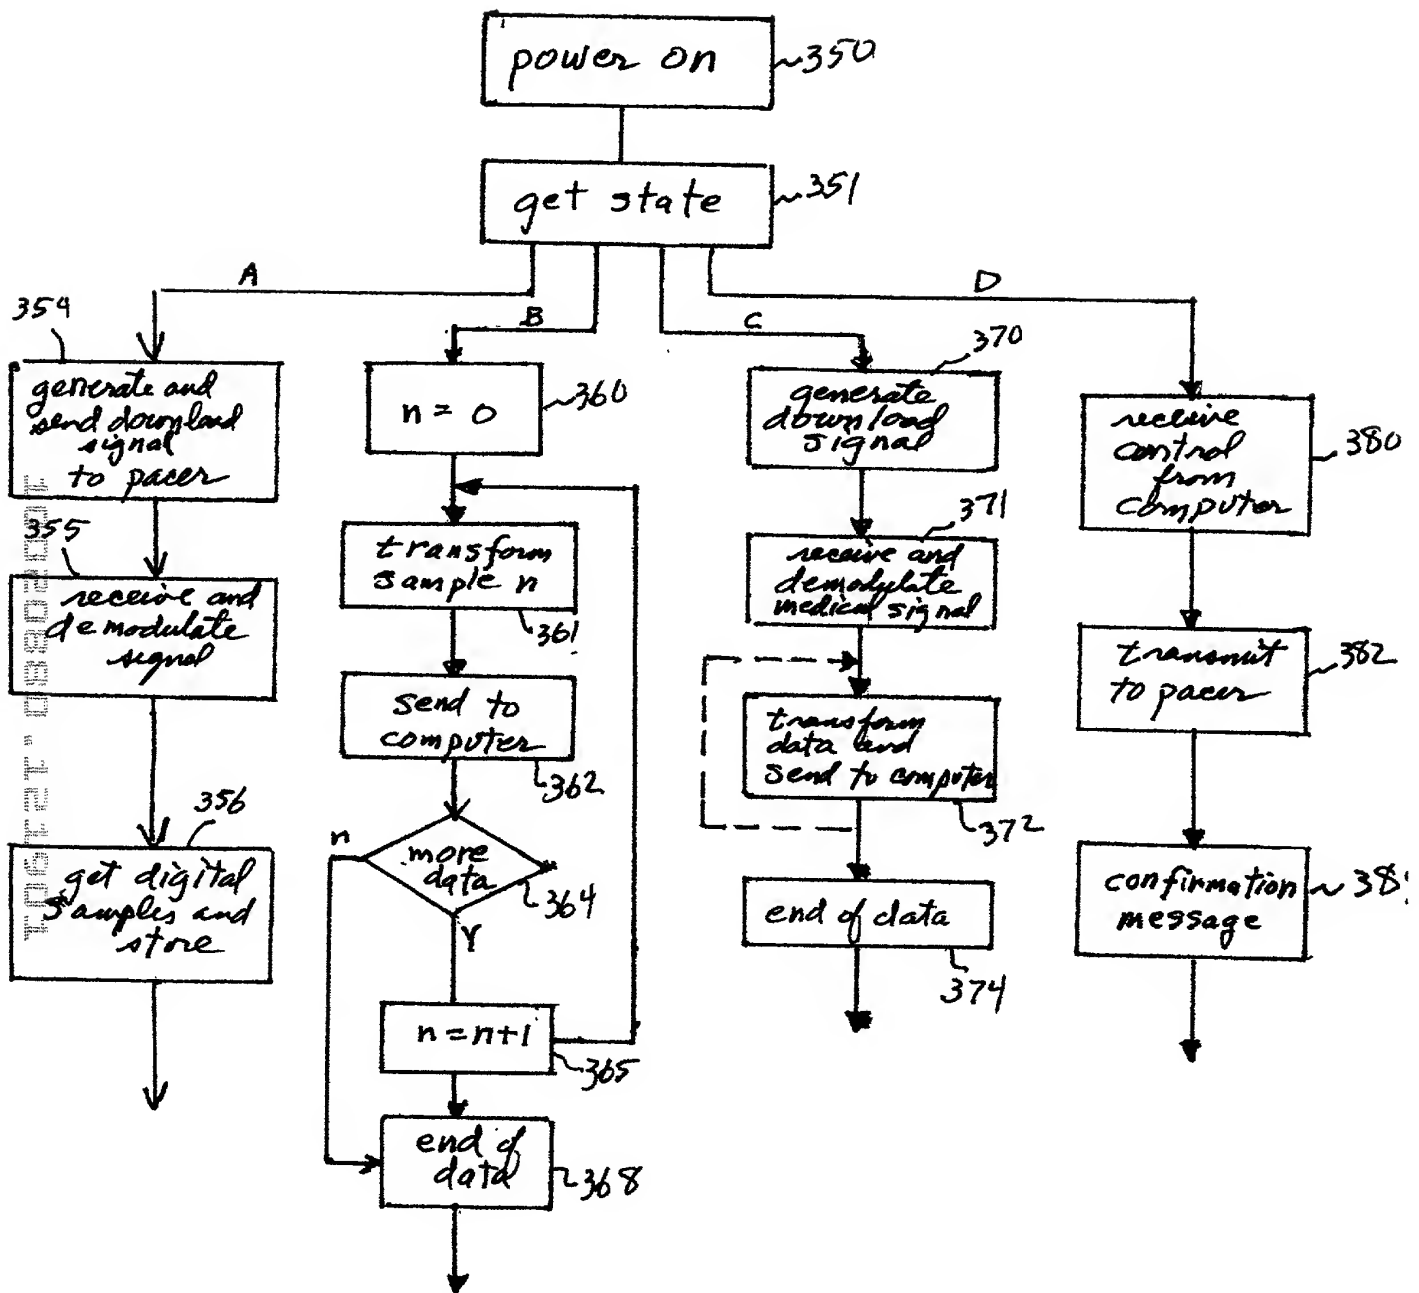 power on
350
get state
351
A
B
C
D
354
generate and
send download
signal
to pacer
355
receive and
demodulate
signal
356
get digital
samples and
store
n = 0
360
transform
sample n
361
send to
computer
362
more
data
364
n
Y
n = n+1
365
end of
data
368
370
generate
download
signal
371
receive and
demodulate
medical signal
transform
data and
send to computer
372
end of data
374
receive
control
from
computer
380
transmit
to pacer
382
confirmation
message